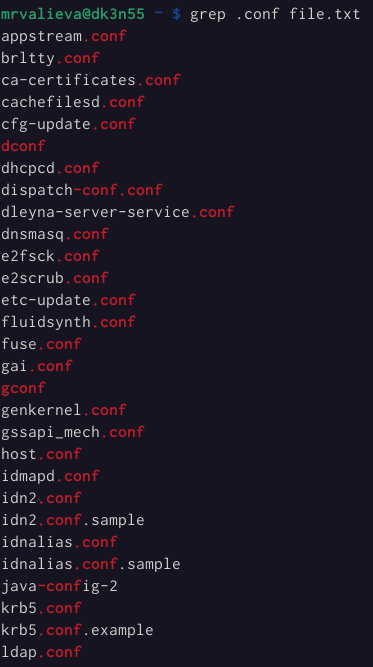 mrvalieva@dk3n55 ~ $ grep .conf file.txt
appstream.conf
brltty.conf
ca-certificates.conf
cachefilesd.conf
cfg-update.conf
dconf
dhcpcd.conf
dispatch-conf.conf
dleyna-server-service.conf
dnsmasq.conf
e2fsck.conf
e2scrub.conf
etc-update.conf
fluidsynth.conf
fuse.conf
gai.conf
gconf
genkernel.conf
gssapi_mech.conf
host.conf
idmapd.conf
idn2.conf
idn2.conf.sample
idnalias.conf
idnalias.conf.sample
java-config-2
krb5.conf
krb5.conf.example
ldap.conf